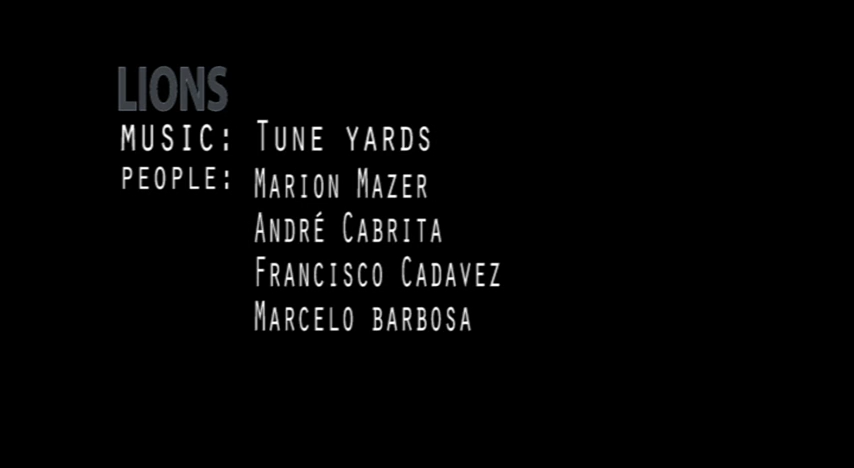 LIONS
MUSIC: TUNE YARDS
PEOPLE: MARION MAZER
ANDRÉ CABRITA
FRANCISCO CADAVEZ
MARCELO BARBOSA